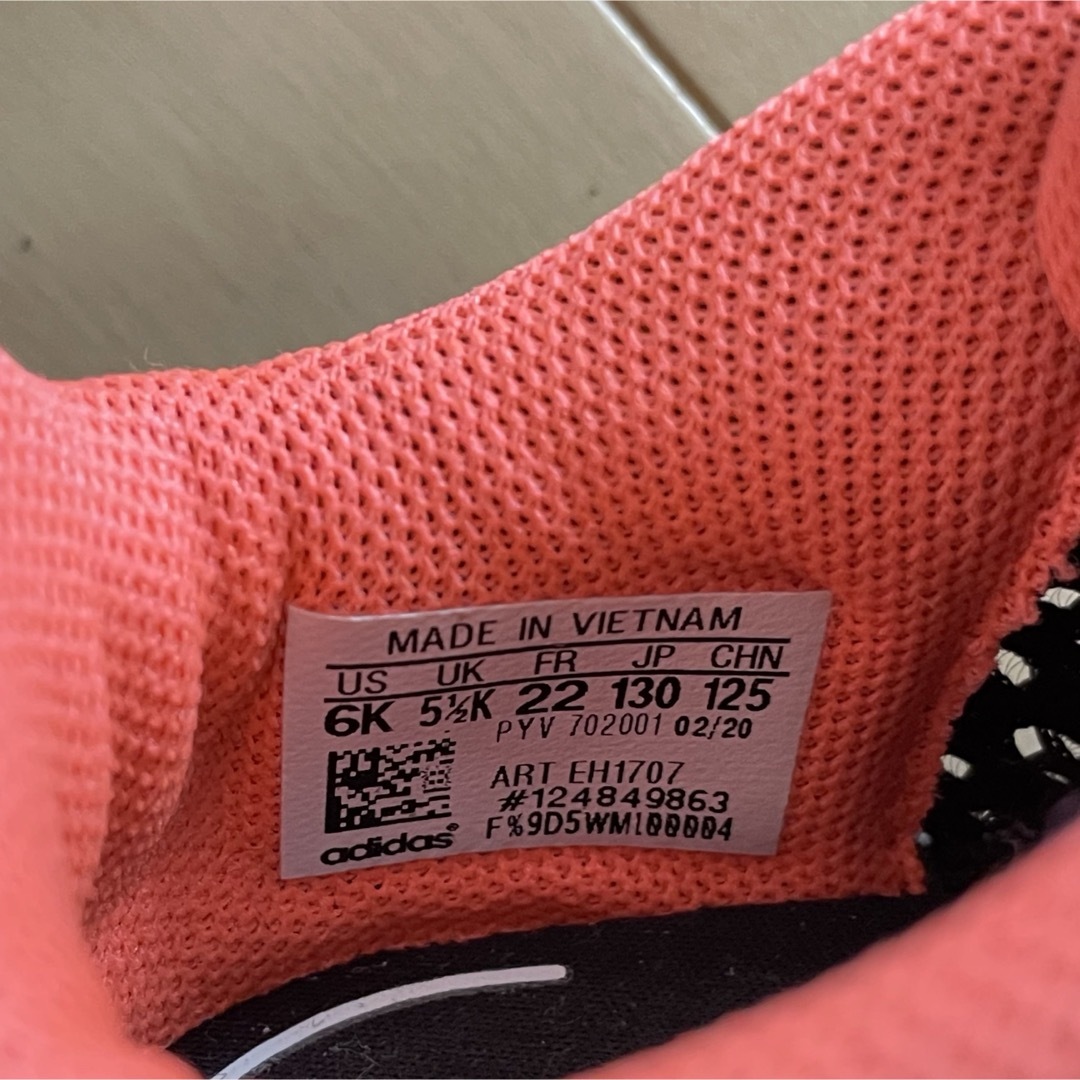 MADE IN VIETNAM
US UK FR JP CHN
6K 5½K 22 130 125
PYV 702001 02/20
ART EH1707
#124849863
F%9D5WM100004
adidas®